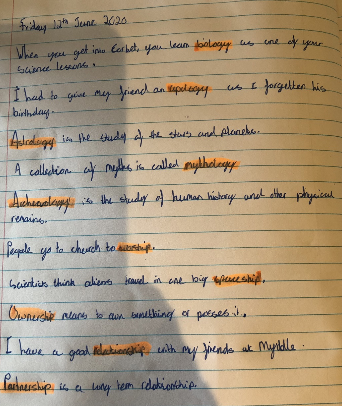 Friday 12th June 2020
When you get into Corbet, you learn biology as one of your
science lessons.
I had to give my friend an apology as I forgotten his
birthday.
Astrology is the study of the stars and planets.
A collection of myths is called mythology
Archaeology is the study of human history and other physical
remains.
People go to church to worship.
Scientists think aliens travel in one big spaceship.
Ownership means to own something or posses it.
I have a good relationship with my friends at Myddle.
Partnership is a long term relationship.